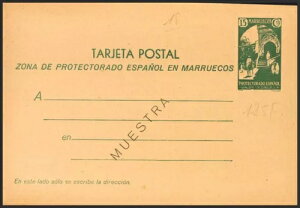 15
MARRUECOS
TARJETA POSTAL
ZONA DE PROTECTORADO ESPAÑOL EN MARRUECOS
PROTECTORADO ESPAÑOL
A
MUESTRA
en
En este lado sólo se escribe la dirección.